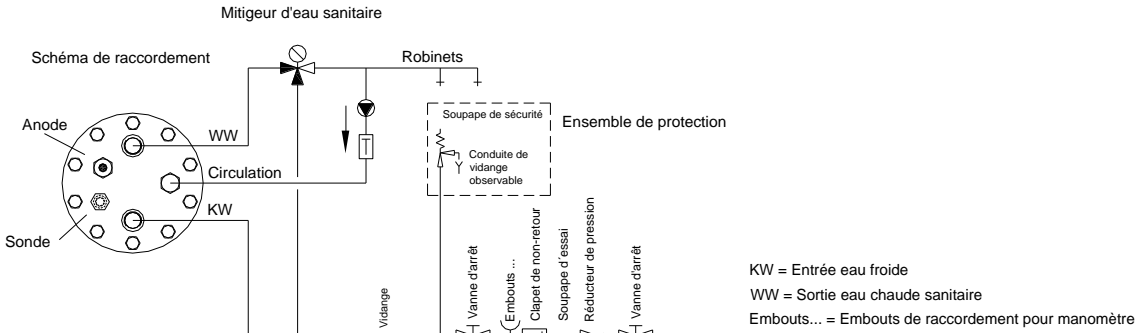 Mitigeur d'eau sanitaire
Schéma de raccordement
Robinets
Anode
WW
Circulation
KW
Sonde
Soupape de sécurité
Conduite de
vidange
observable
Ensemble de protection
Vidange
Vanne d'arrêt
Embouts ...
Clapet de non-retour
Soupape d´essai
Réducteur de pression
Vanne d'arrêt
KW = Entrée eau froide
WW = Sortie eau chaude sanitaire
Embouts... = Embouts de raccordement pour manomètre